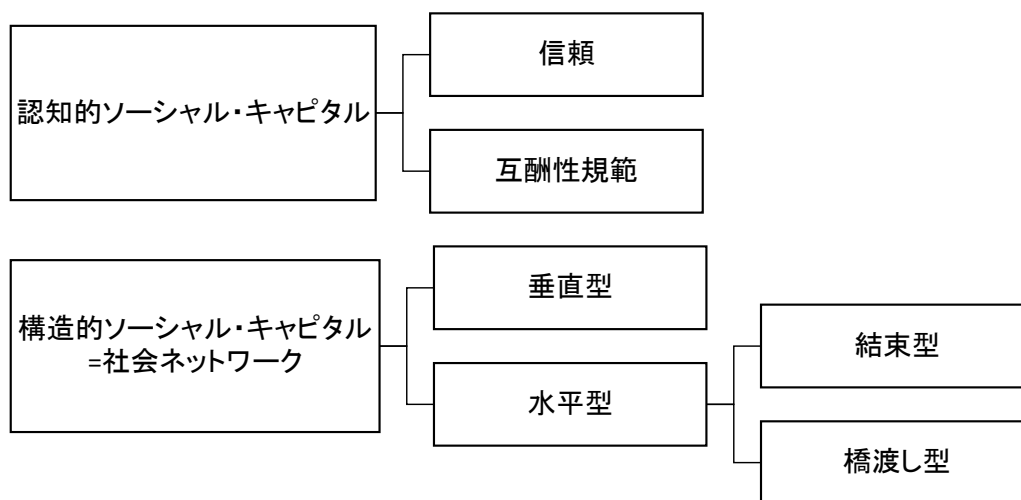 信頼
認知的ソーシャル・キャピタル
互酬性規範
垂直型
構造的ソーシャル・キャピタル
=社会ネットワーク
結束型
水平型
橋渡し型